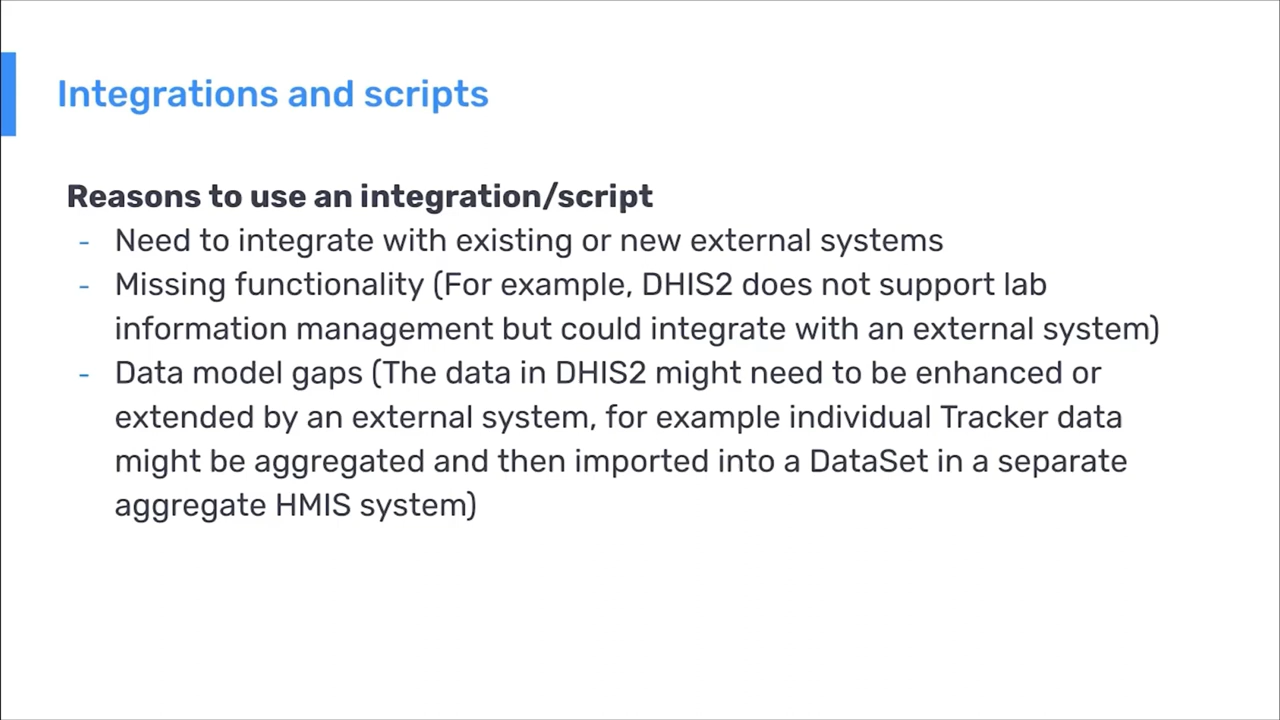 Integrations and scripts
Reasons to use an integration/script
- Need to integrate with existing or new external systems
- Missing functionality (For example, DHIS2 does not support lab
information management but could integrate with an external system)
- Data model gaps (The data in DHIS2 might need to be enhanced or
extended by an external system, for example individual Tracker data
might be aggregated and then imported into a DataSet in a separate
aggregate HMIS system)